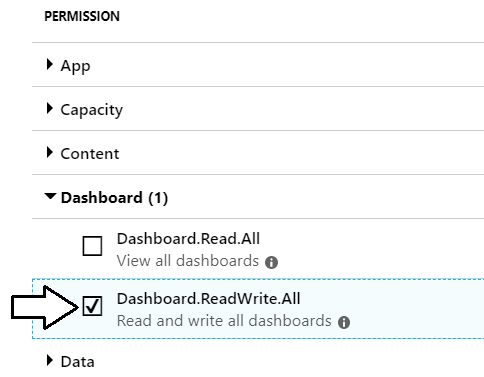 PERMISSION
App
Capacity
Content
Dashboard (1)
Dashboard.Read.All
View all dashboards
Dashboard.ReadWrite.All
Read and write all dashboards
Data